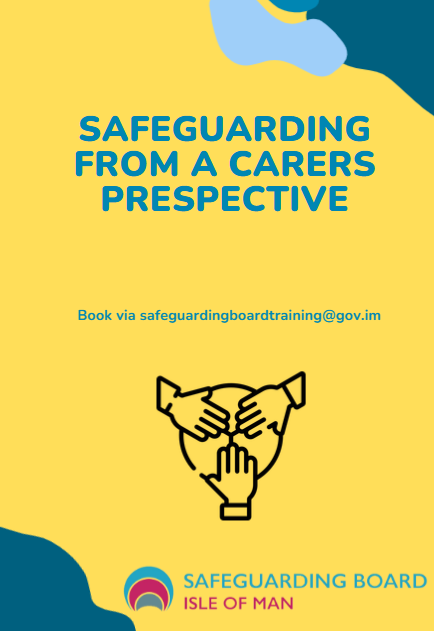 SAFEGUARDING
FROM A CARERS
PRESPECTIVE
Book via safeguardingboardtraining@gov.im
SAFEGUARDING BOARD
ISLE OF MAN